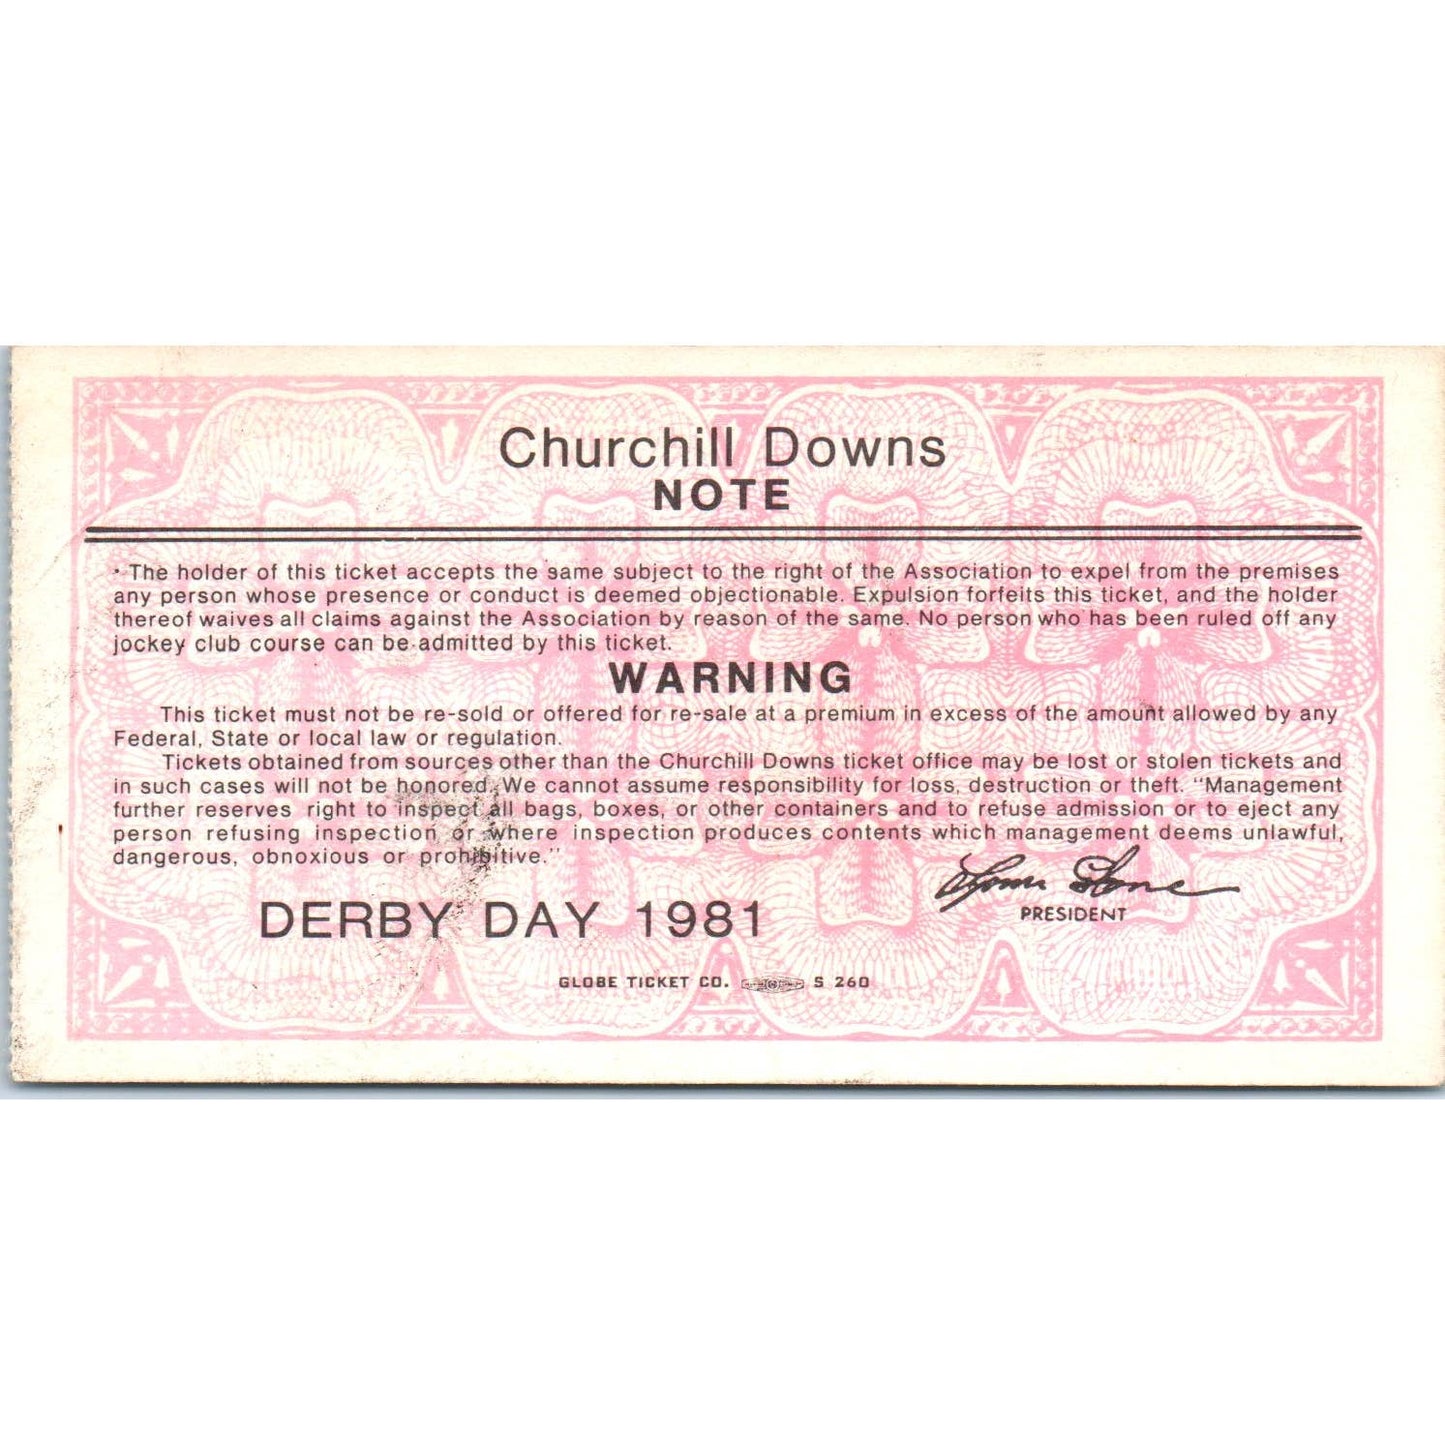 Churchill Downs
NOTE
The holder of this ticket accepts the same subject to the right of the Association to expel from the premises
any person whose presence or conduct is deemed objectionable. Expulsion forfeits this ticket, and the holder
thereof waives all claims against the Association by reason of the same. No person who has been ruled off any
jockey club course can be admitted by this ticket.
WARNING
This ticket must not be re-sold or offered for re-sale at a premium in excess of the amount allowed by any
Federal, State or local law or regulation.
Tickets obtained from sources other than the Churchill Downs ticket office may be lost or stolen tickets and
in such cases will not be honored. We cannot assume responsibility for loss, destruction or theft. "Management
further reserves right to inspect all bags, boxes, or other containers and to refuse admission or to eject any
person refusing inspection, or where inspection produces contents which management deems unlawful,
dangerous, obnoxious or prohibitive."
Lynn Stone
PRESIDENT
DERBY DAY 1981
GLOBE TICKET CO. S 260